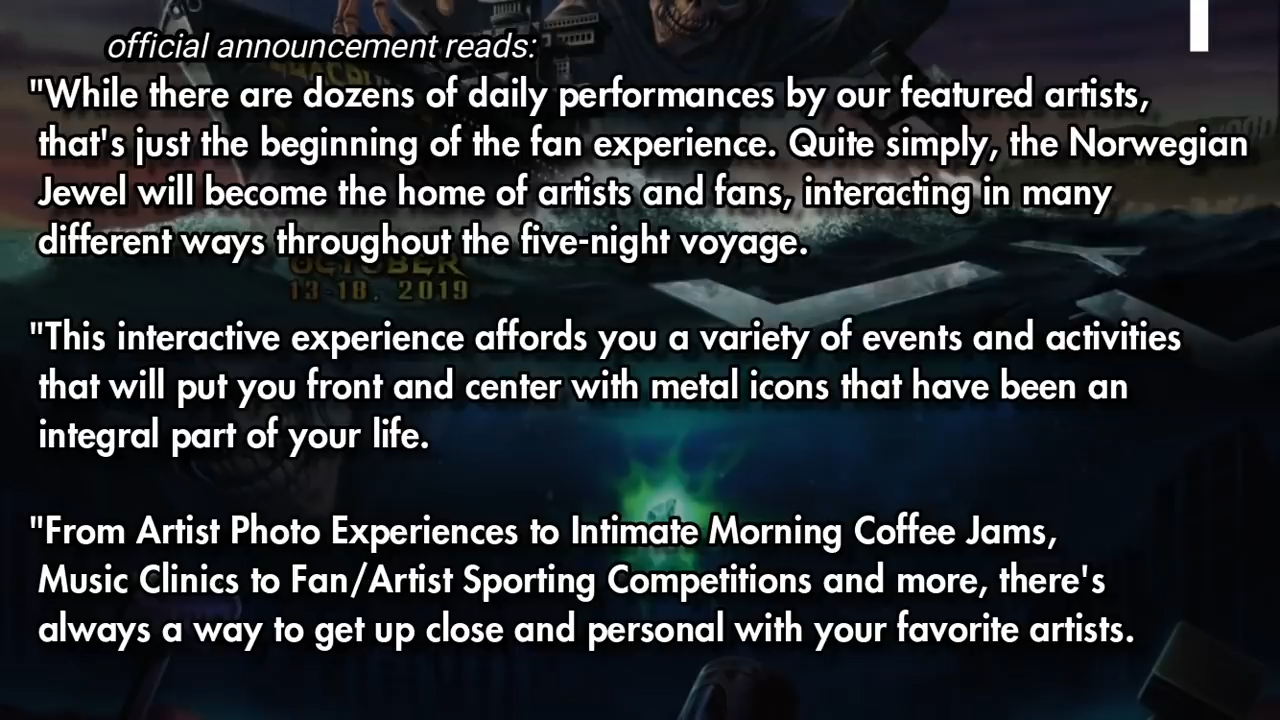 official announcement reads:
"While there are dozens of daily performances by our featured artists,
that's just the beginning of the fan experience. Quite simply, the Norwegian
Jewel will become the home of artists and fans, interacting in many
different ways throughout the five-night voyage.
OCTOBER
13-18, 2019
"This interactive experience affords you a variety of events and activities
that will put you front and center with metal icons that have been an
integral part of your life.
"From Artist Photo Experiences to Intimate Morning Coffee Jams,
Music Clinics to Fan/Artist Sporting Competitions and more, there's
always a way to get up close and personal with your favorite artists.